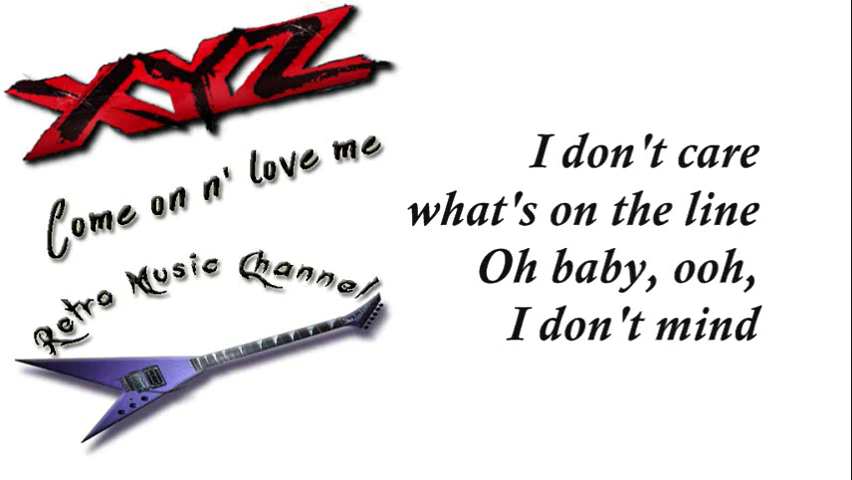 XYZ
Come on n' love me
Retro Music Channel
I don't care
what's on the line
Oh baby, ooh,
I don't mind